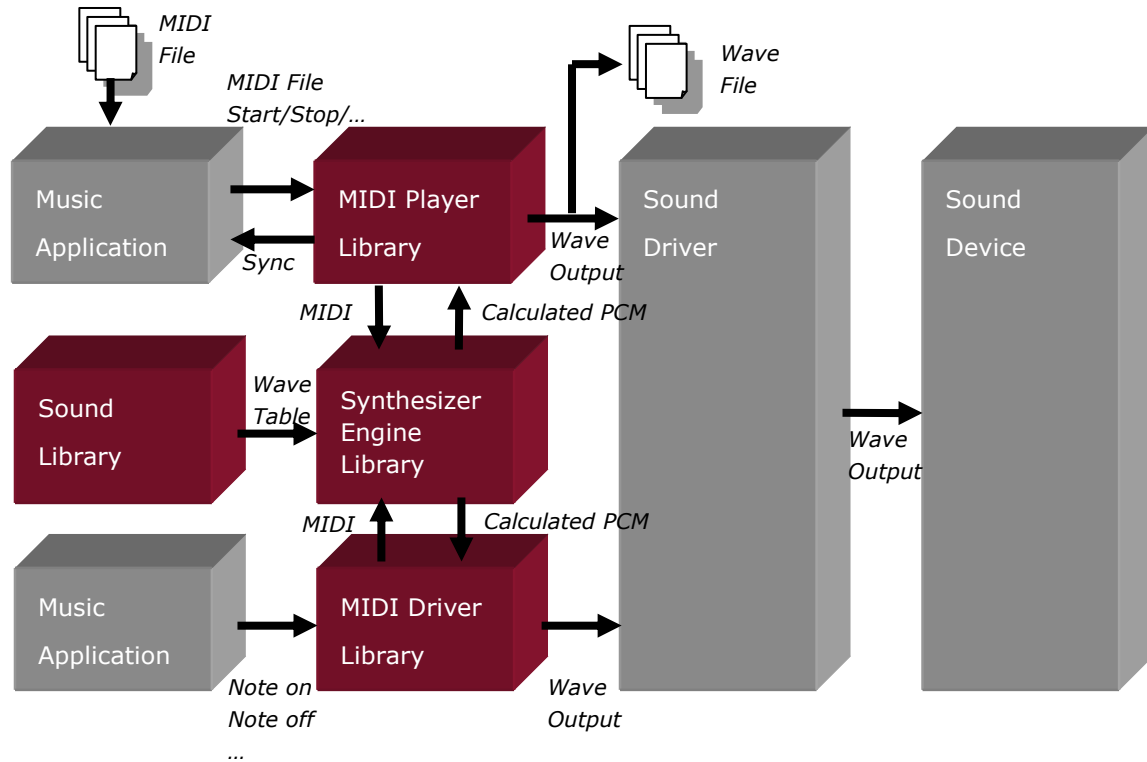 MIDI
File
Wave
File
MIDI File
Start/Stop/…
Music
Application
MIDI Player
Library
Sound
Driver
Sound
Device
Sync
Wave
Output
MIDI
Calculated PCM
Sound
Library
Wave
Table
Synthesizer
Engine
Library
Wave
Output
MIDI
Calculated PCM
Music
Application
MIDI Driver
Library
Note on
Note off
…
Wave
Output